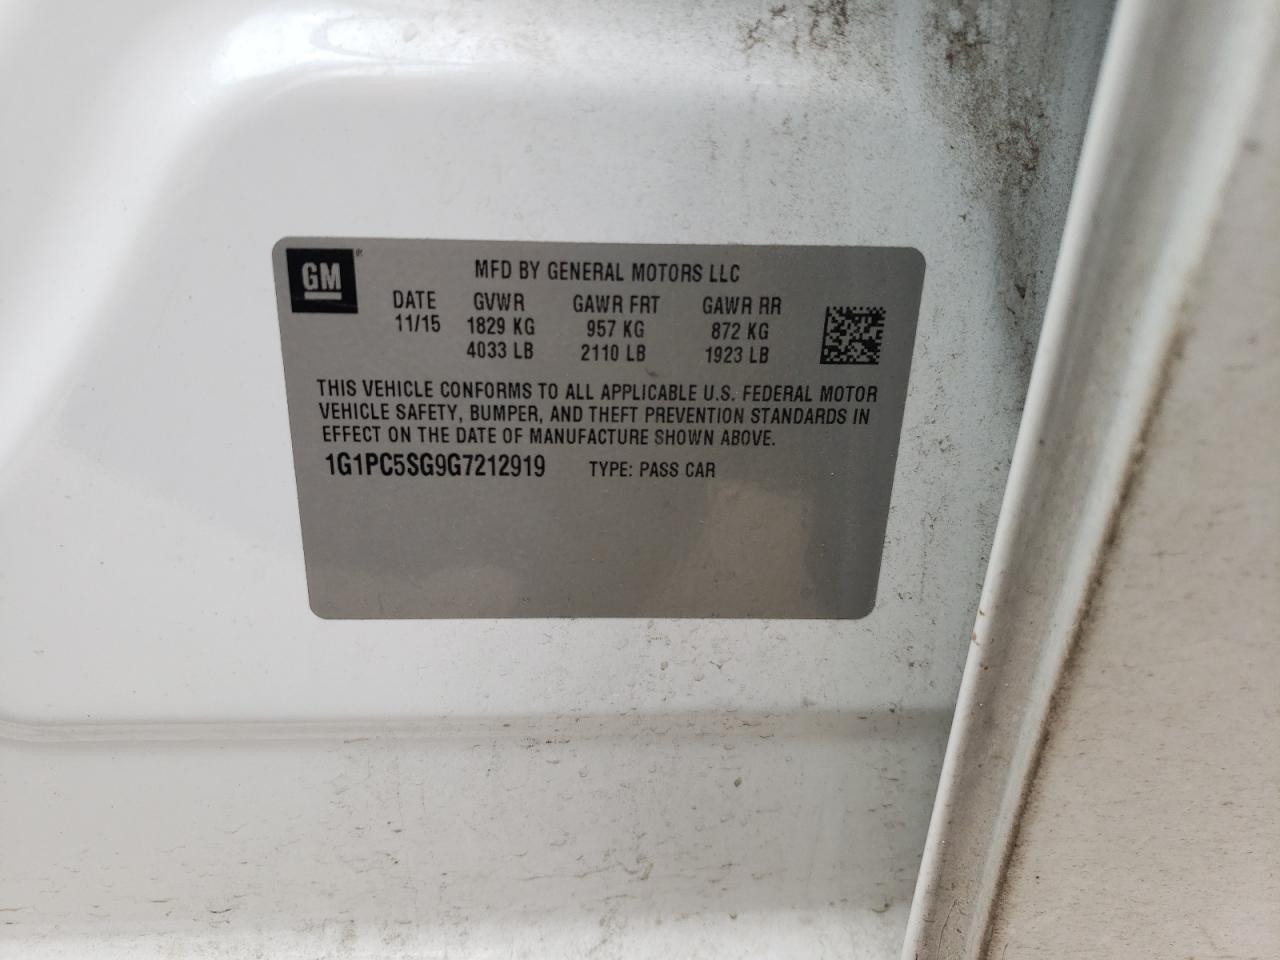 GM
MFD BY GENERAL MOTORS LLC
DATE GVWR GAWR FRT GAWR RR
11/15 1829 KG 957 KG 872 KG
4033 LB 2110 LB 1923 LB
THIS VEHICLE CONFORMS TO ALL APPLICABLE U.S. FEDERAL MOTOR
VEHICLE SAFETY, BUMPER, AND THEFT PREVENTION STANDARDS IN
EFFECT ON THE DATE OF MANUFACTURE SHOWN ABOVE.
1G1PC5SG9G7212919 TYPE: PASS CAR